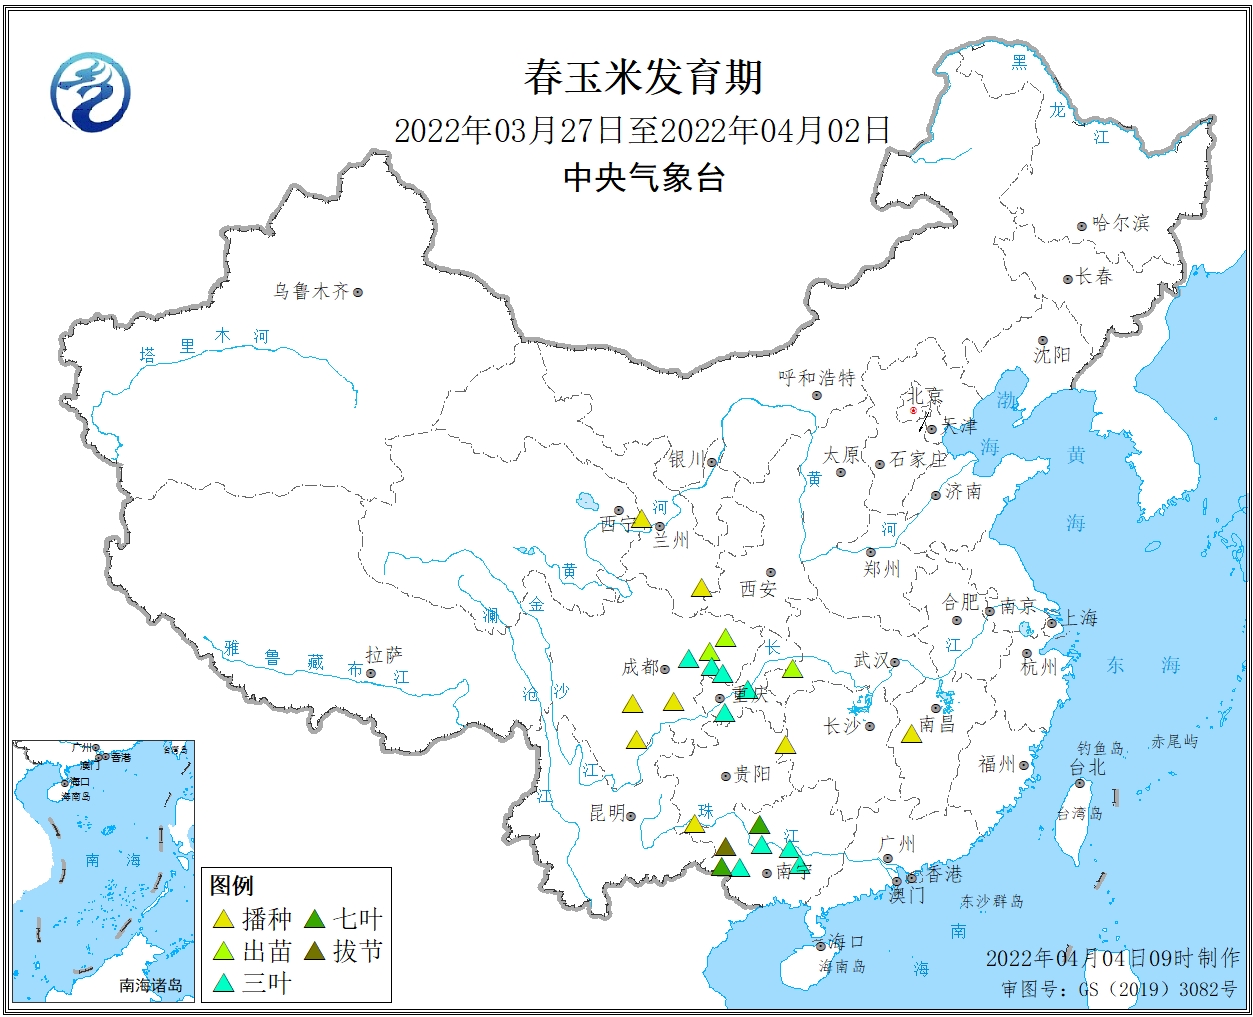 春玉米发育期
2022年03月27日至2022年04月02日
中央气象台
黑
龙
江
哈尔滨
长春
沈阳
乌鲁木齐
塔里木河
呼和浩特
北京
天津
渤
海
黄
海
银川
太原
石家庄
黄
济南
河
西宁
河
兰州
郑州
西安
黄
金
澜
合肥
南京
上海
雅鲁藏布江
拉萨
成都
长
江
武汉
杭州
东海
沧
沙
重庆
长沙
南昌
钓鱼岛
赤尾屿
贵阳
福州
台北
江
江
昆明
珠
江
台湾岛
广州
南宁
香港
澳门
东沙群岛
海口
海南岛
南
海
广州
香港
澳门
海口
海南岛
台湾岛
南海
南海诸岛
图例
播种
七叶
出苗
拔节
三叶
2022年04月04日09时制作
审图号：GS（2019）3082号